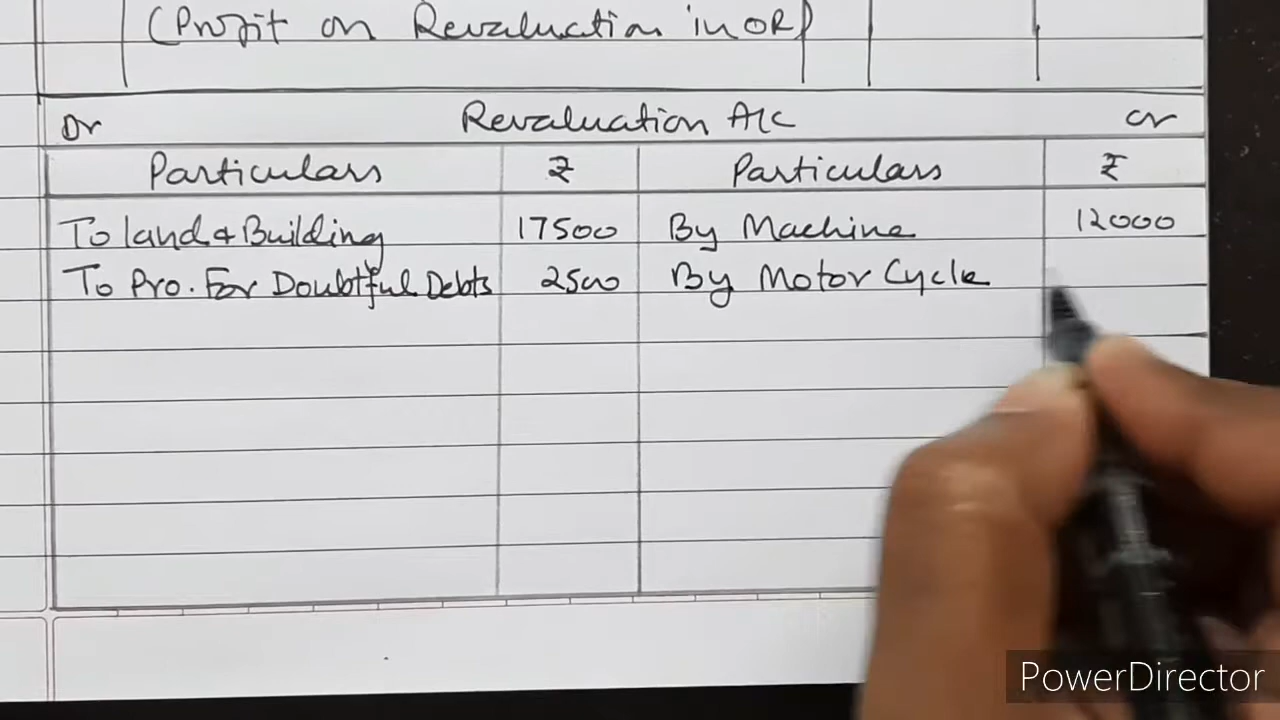 (Profit on Revaluation in OR)
Dr Revaluation A/c cr
Particulars ₹ Particulars ₹
To land & Building 17500 By Machine 12000
To Pro. For Doubtful Debts 2500 By Motor Cycle
PowerDirector